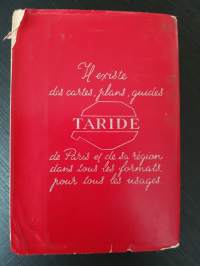 Il existe
des cartes, plans, guides
TARIDE
de Paris et de sa région
dans tous les formats
pour tous les usages.